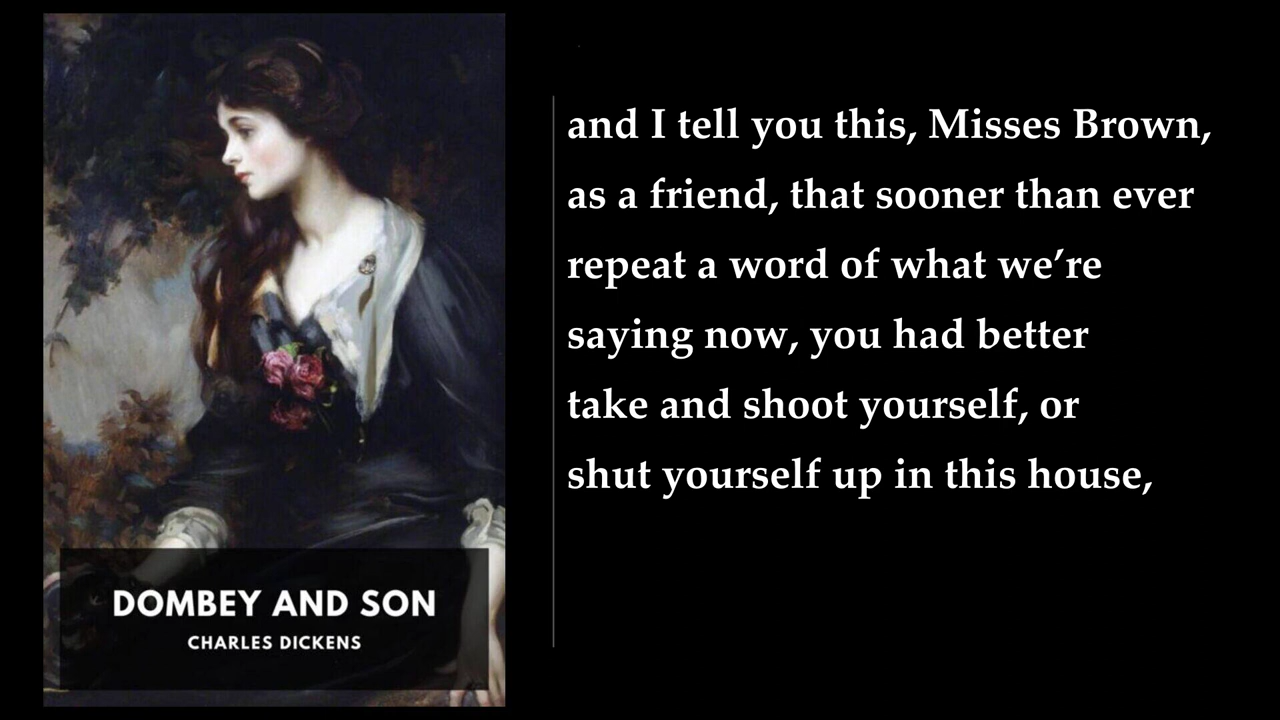 DOMBEY AND SON
CHARLES DICKENS
and I tell you this, Misses Brown,
as a friend, that sooner than ever
repeat a word of what we’re
saying now, you had better
take and shoot yourself, or
shut yourself up in this house,